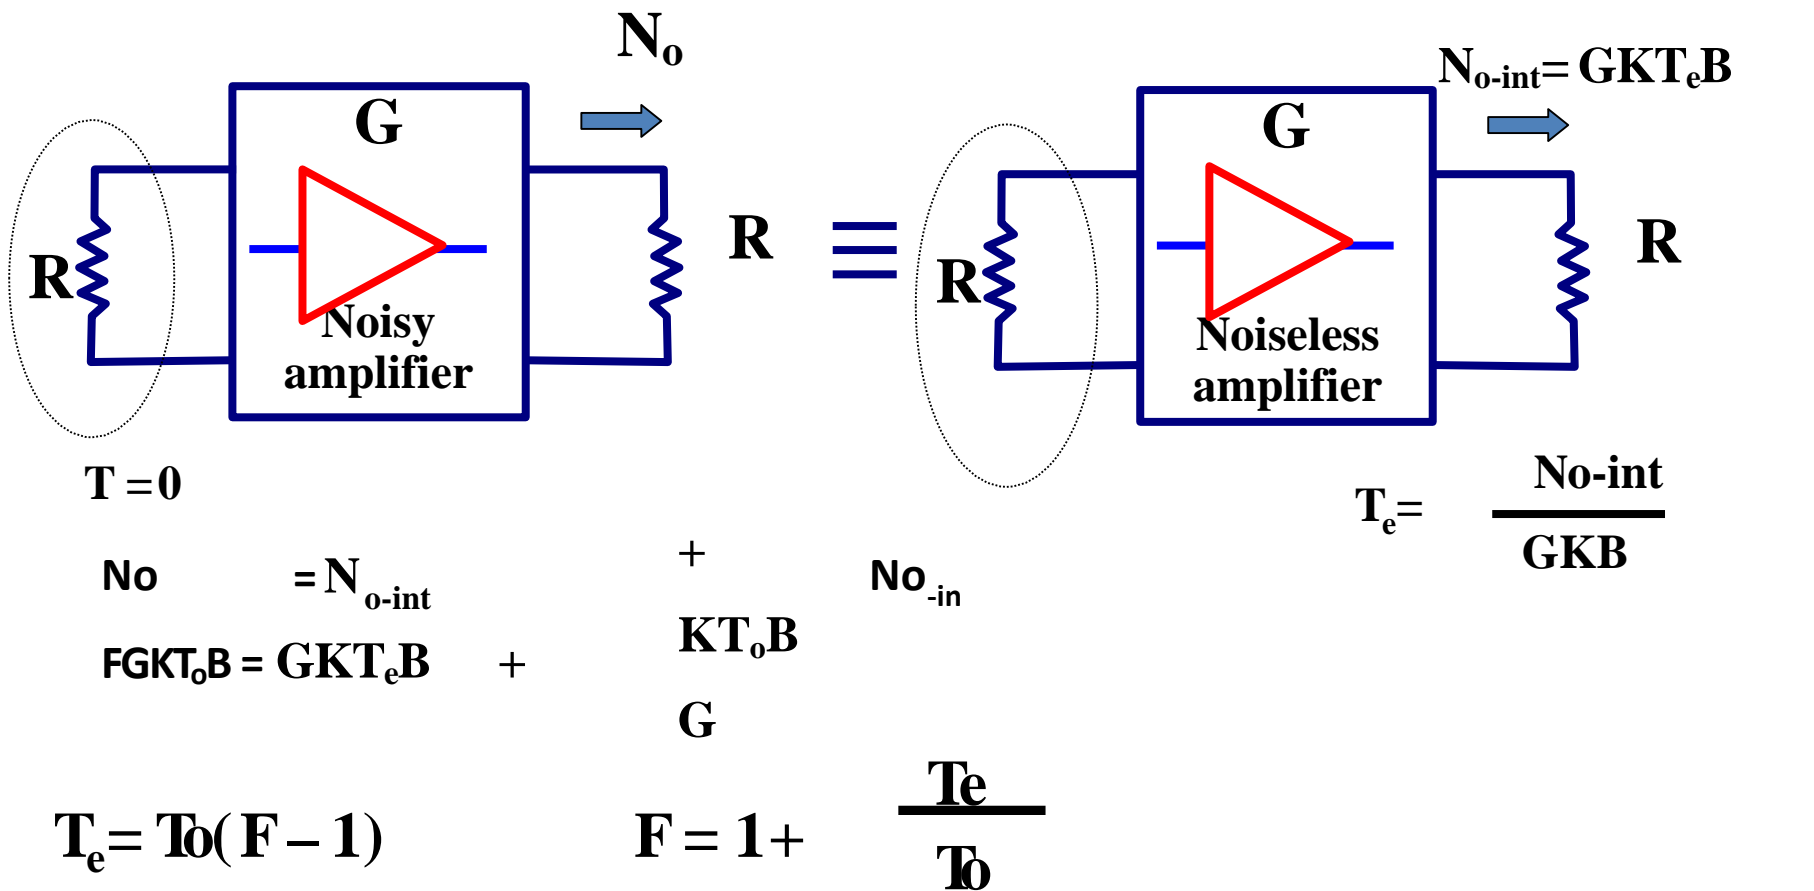 Nₒ
G
R
R
Noisy
amplifier
T = 0
≡
Nₒ₋ᵢₙₜ = GKTₑB
G
R
R
Noiseless
amplifier
Tₑ =
No-int
GKB
No = Nₒ₋ᵢₙₜ + No₋ᵢₙ
FGKTₒB = GKTₑB + KTₒB
G
Tₑ = To( F – 1)
F = 1 +
Te
To